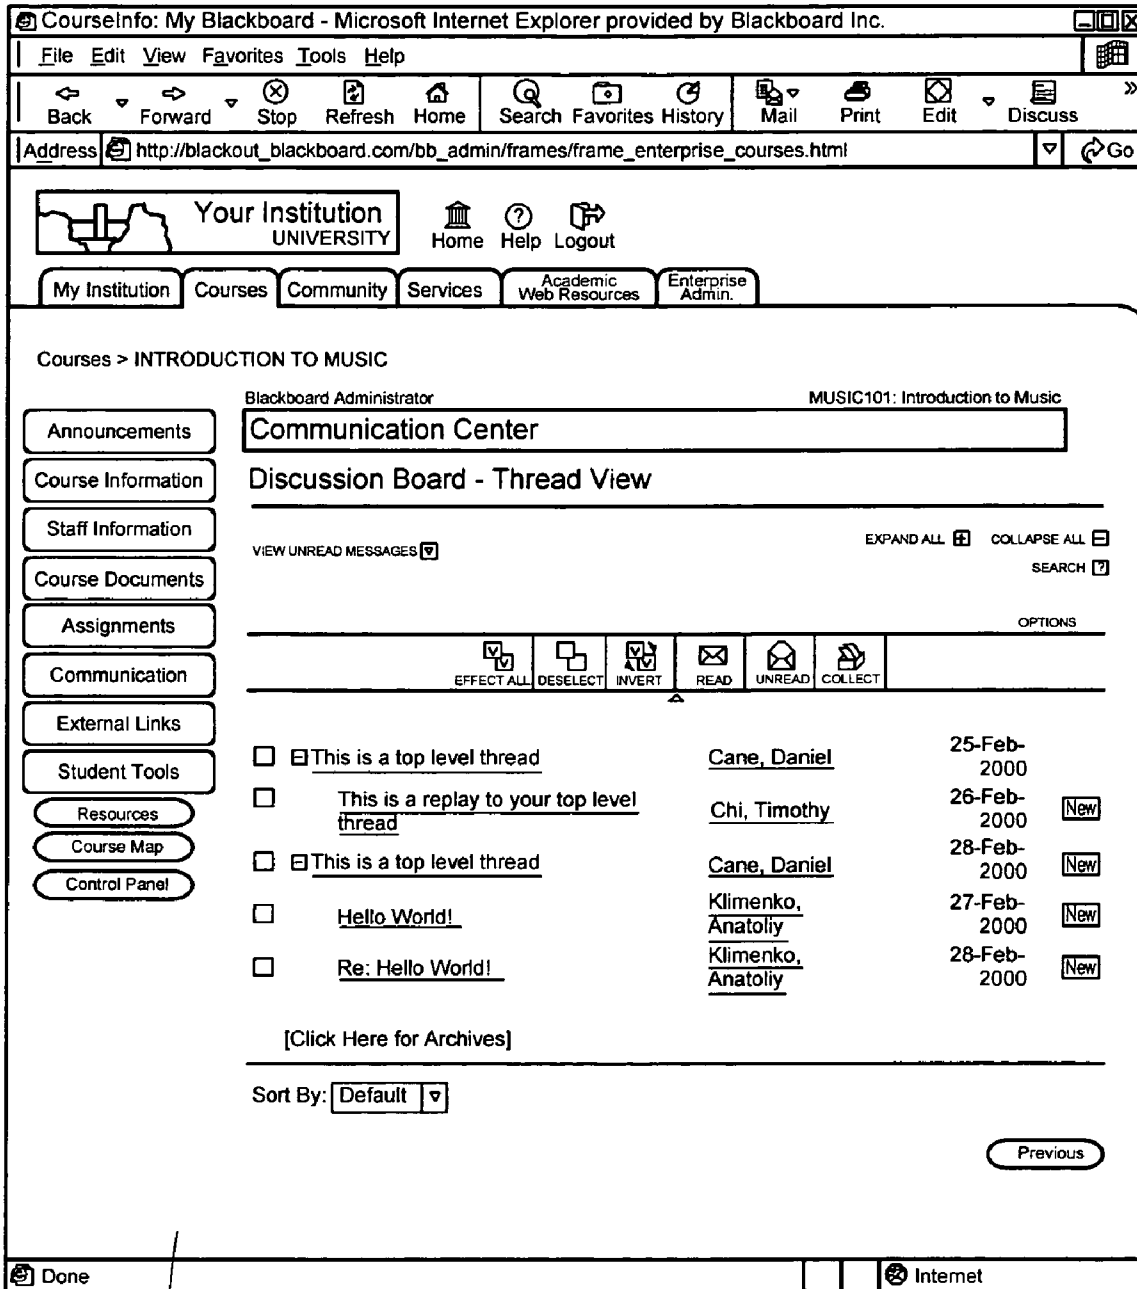 CourseInfo: My Blackboard - Microsoft Internet Explorer provided by Blackboard Inc.
File Edit View Favorites Tools Help
Back Forward Stop Refresh Home Search Favorites History Mail Print Edit Discuss »
Address http://blackout_blackboard.com/bb_admin/frames/frame_enterprise_courses.html Go
Your Institution
UNIVERSITY
Home Help Logout
My Institution Courses Community Services Academic Web Resources Enterprise Admin.
Courses > INTRODUCTION TO MUSIC
Blackboard Administrator MUSIC101: Introduction to Music
Communication Center
Discussion Board - Thread View
Announcements
Course Information
Staff Information
Course Documents
Assignments
Communication
External Links
Student Tools
Resources
Course Map
Control Panel
VIEW UNREAD MESSAGES
EXPAND ALL COLLAPSE ALL
SEARCH
OPTIONS
EFFECT ALL DESELECT INVERT READ UNREAD COLLECT
This is a top level thread Cane, Daniel 25-Feb-
2000
This is a replay to your top level Chi, Timothy 26-Feb- New
thread 2000
This is a top level thread Cane, Daniel 28-Feb- New
2000
Hello World! Klimenko, 27-Feb- New
Anatoliy 2000
Re: Hello World! Klimenko, 28-Feb- New
Anatoliy 2000
[Click Here for Archives]
Sort By: Default
Previous
Done Internet